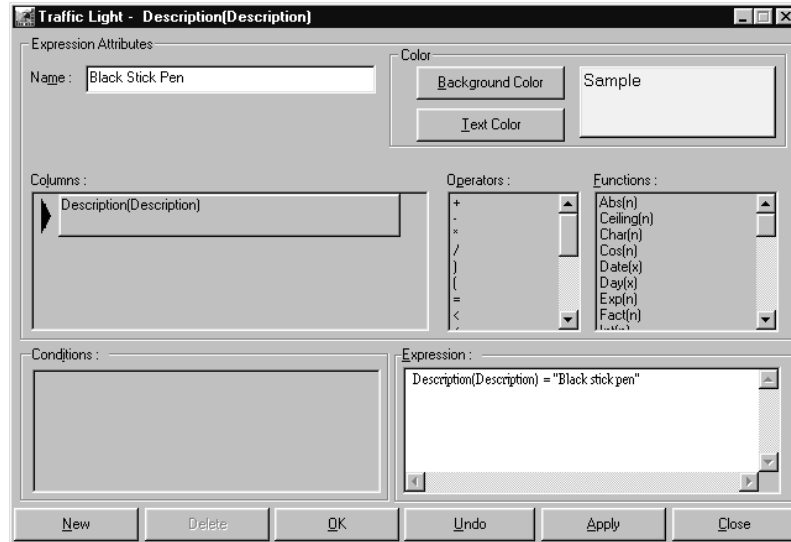 Traffic Light - Description(Description)
Expression Attributes
Name : Black Stick Pen
Color
Background Color
Text Color
Sample
Columns :
Description(Description)
Operators :
+
-
*
/
)
(
=
<
Functions :
Abs(n)
Ceiling(n)
Char(n)
Cos(n)
Date(x)
Day(x)
Exp(n)
Fact(n)
Conditions :
Expression :
Description(Description) = "Black stick pen"
New
Delete
OK
Undo
Apply
Close